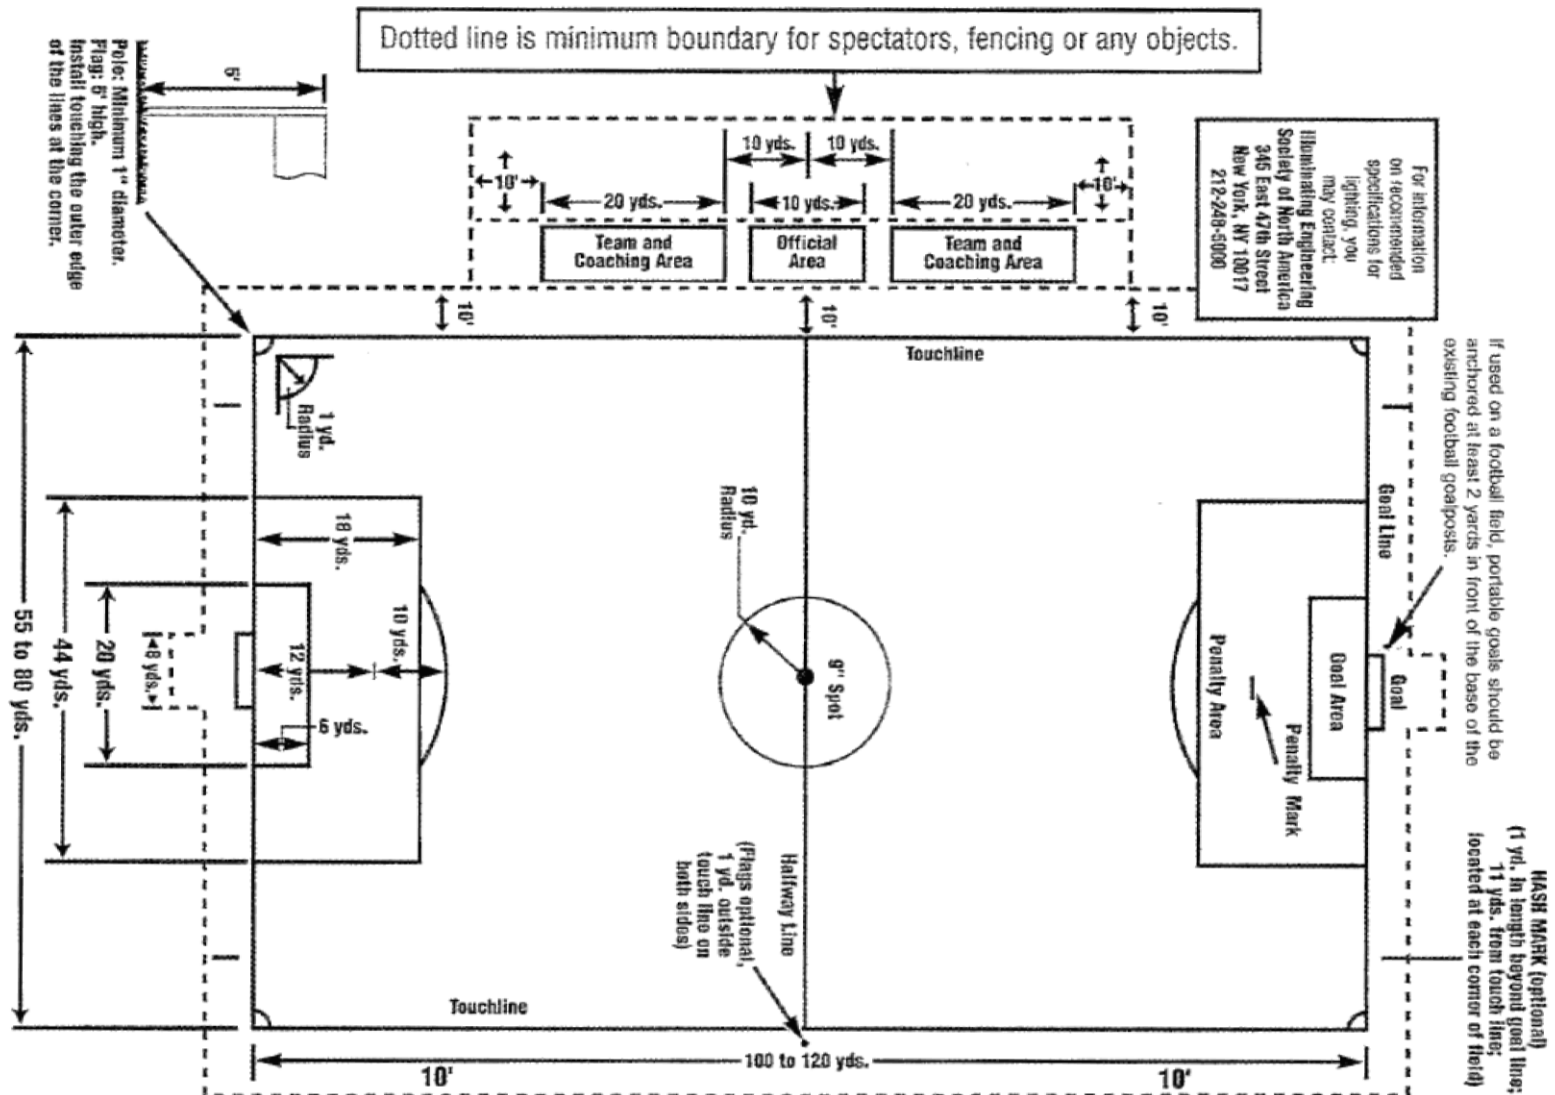 Dotted line is minimum boundary for spectators, fencing or any objects.
5'
Pole: Minimum 1" diameter.
Flag: 5' high.
Install touching the outer edge
of the lines at the corner.
10 yds.
10 yds.
10'
20 yds.
10 yds.
20 yds.
10'
Team and
Coaching Area
Official
Area
Team and
Coaching Area
For information
on recommended
specifications for
lighting, you
may contact:
Illuminating Engineering
Society of North America
345 East 47th Street
New York, NY 10017
212-248-5000
10'
10'
10'
Touchline
If used on a football field, portable goals should be
anchored at least 2 yards in front of the base of the
existing football goalposts.
1 yd.
Radius
Goal Line
18 yds.
10 yd.
Radius
10 yds.
12 yds.
6 yds.
9" Spot
Penalty Area
Goal Area
Goal
Penalty Mark
8 yds.
20 yds.
44 yds.
55 to 80 yds.
Halfway Line
(Flags optional,
1 yd. outside
touch line on
both sides)
HASH MARK (optional)
(1 yd. in length beyond goal line;
11 yds. from touch line;
located at each corner of field)
Touchline
100 to 120 yds.
10'
10'